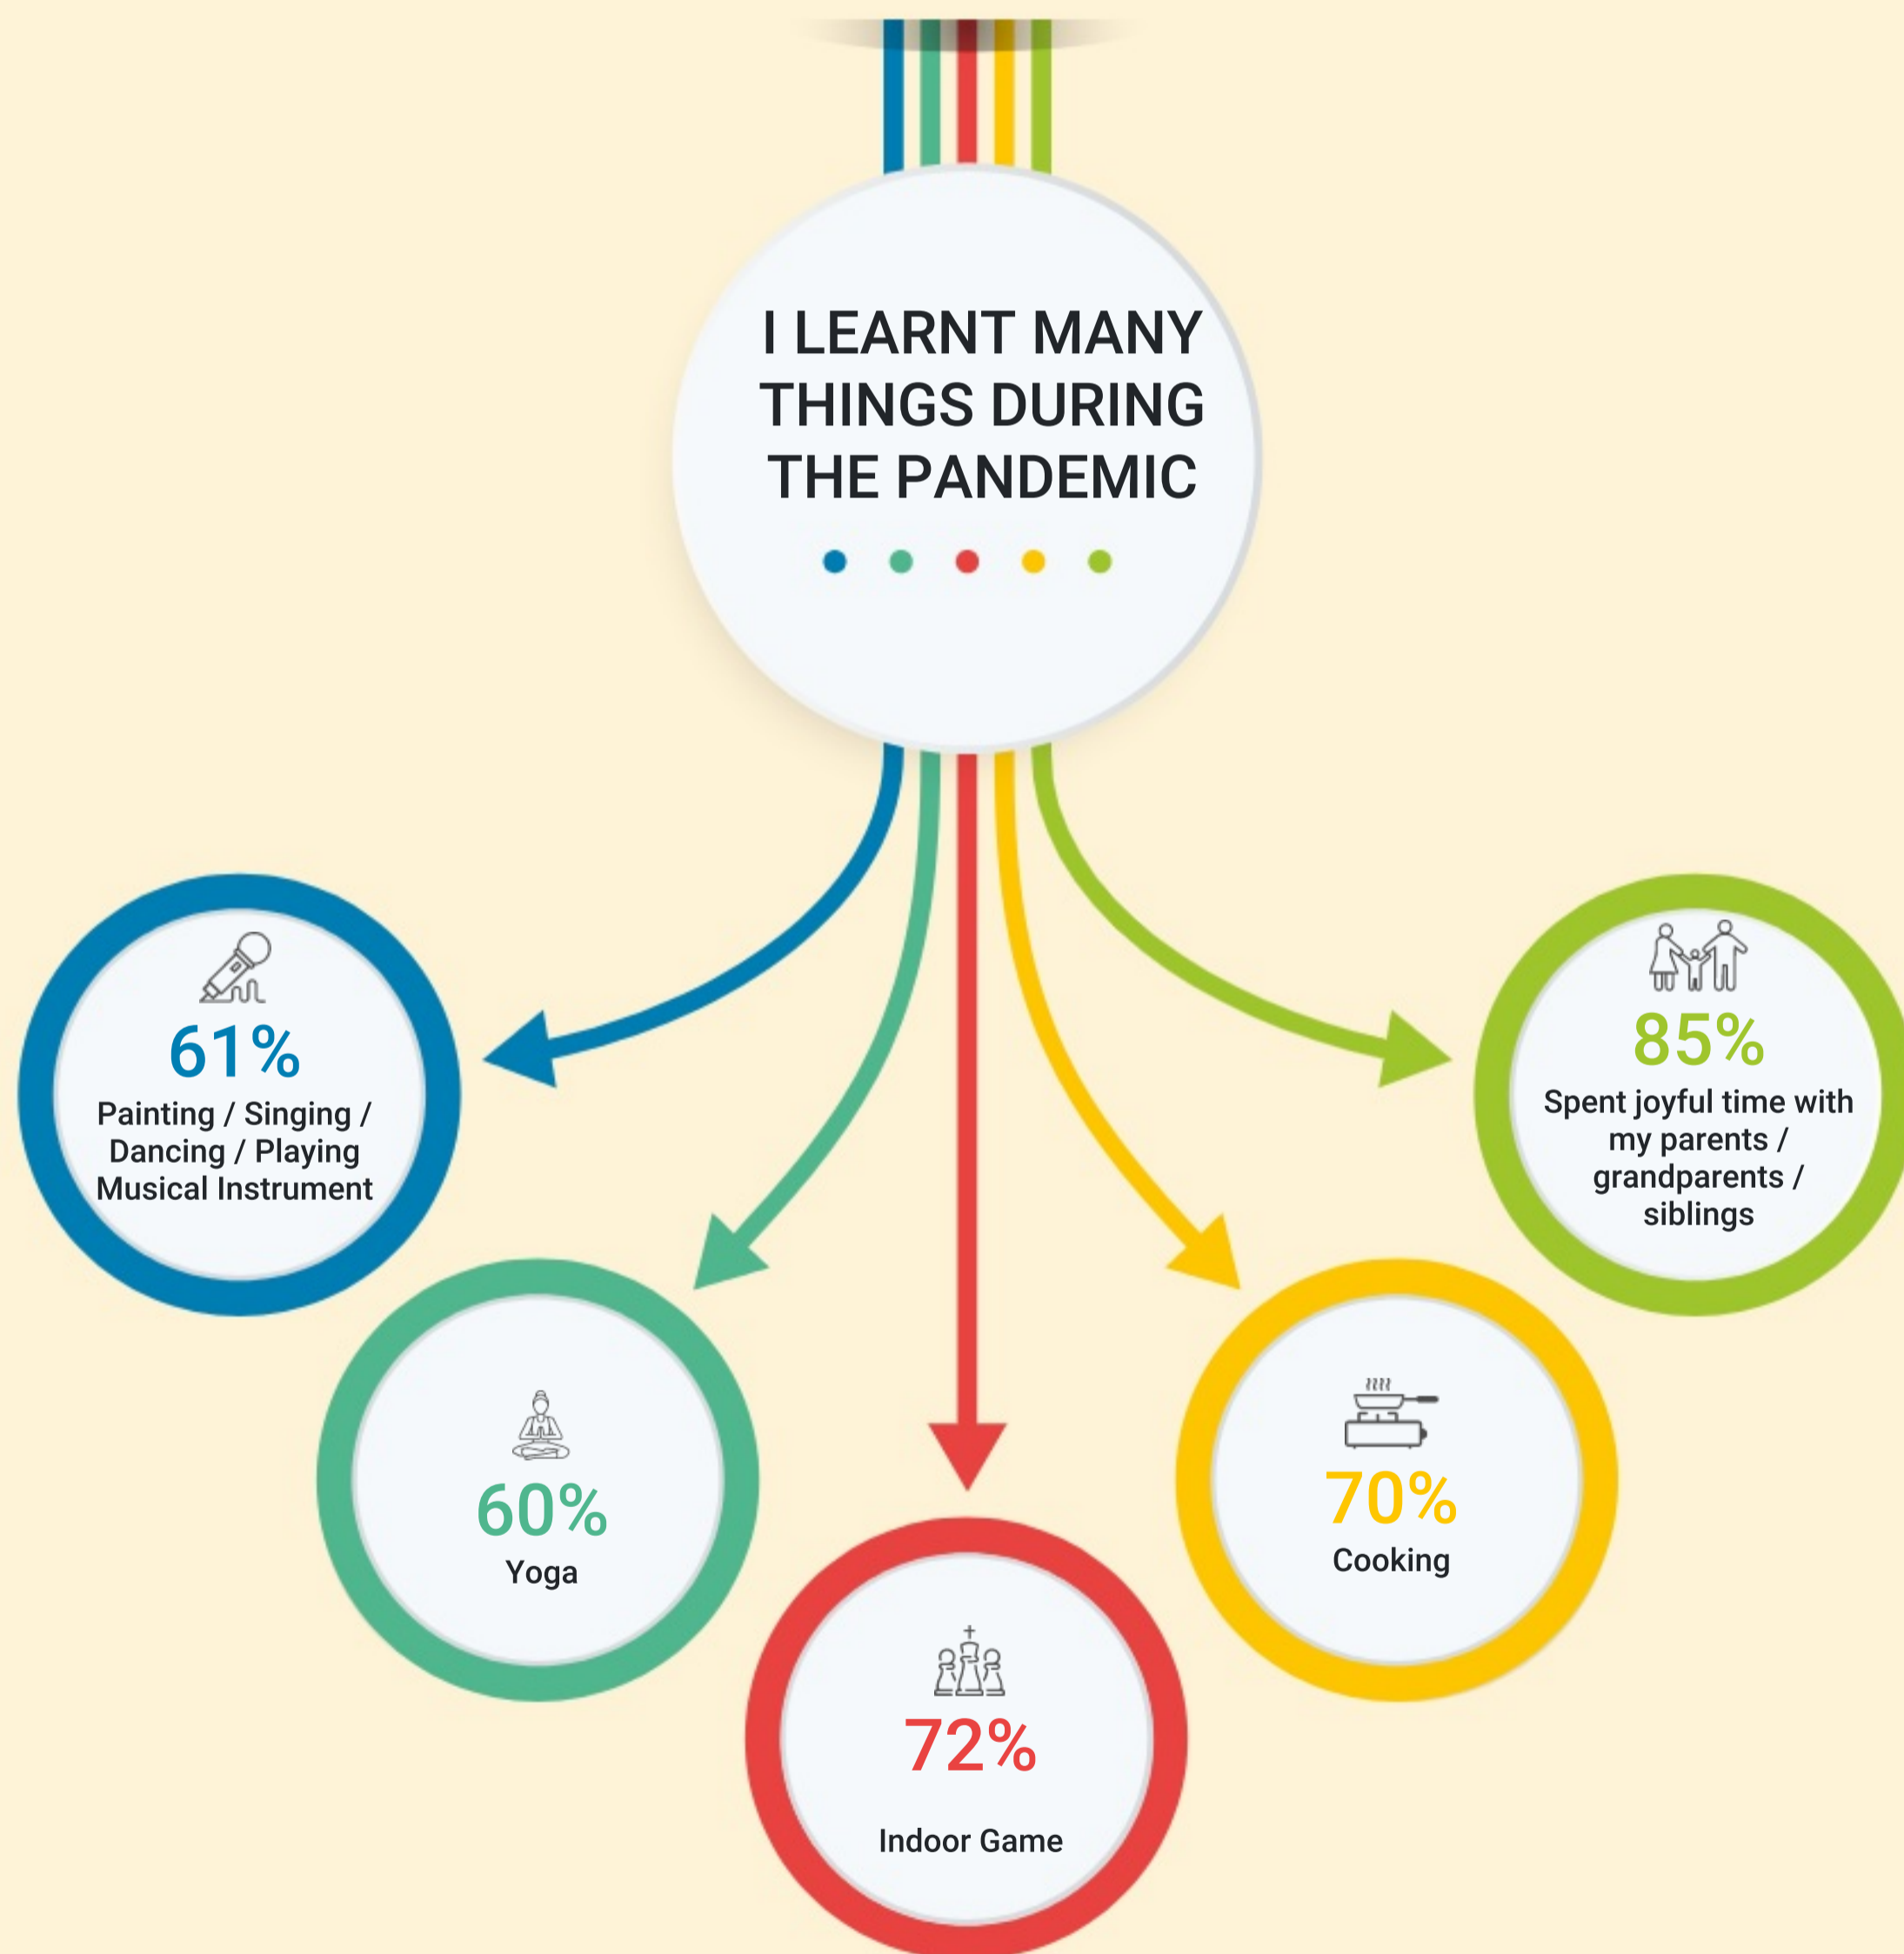 I LEARNT MANY
THINGS DURING
THE PANDEMIC
61%
Painting / Singing /
Dancing / Playing
Musical Instrument
85%
Spent joyful time with
my parents /
grandparents /
siblings
60%
Yoga
70%
Cooking
72%
Indoor Game